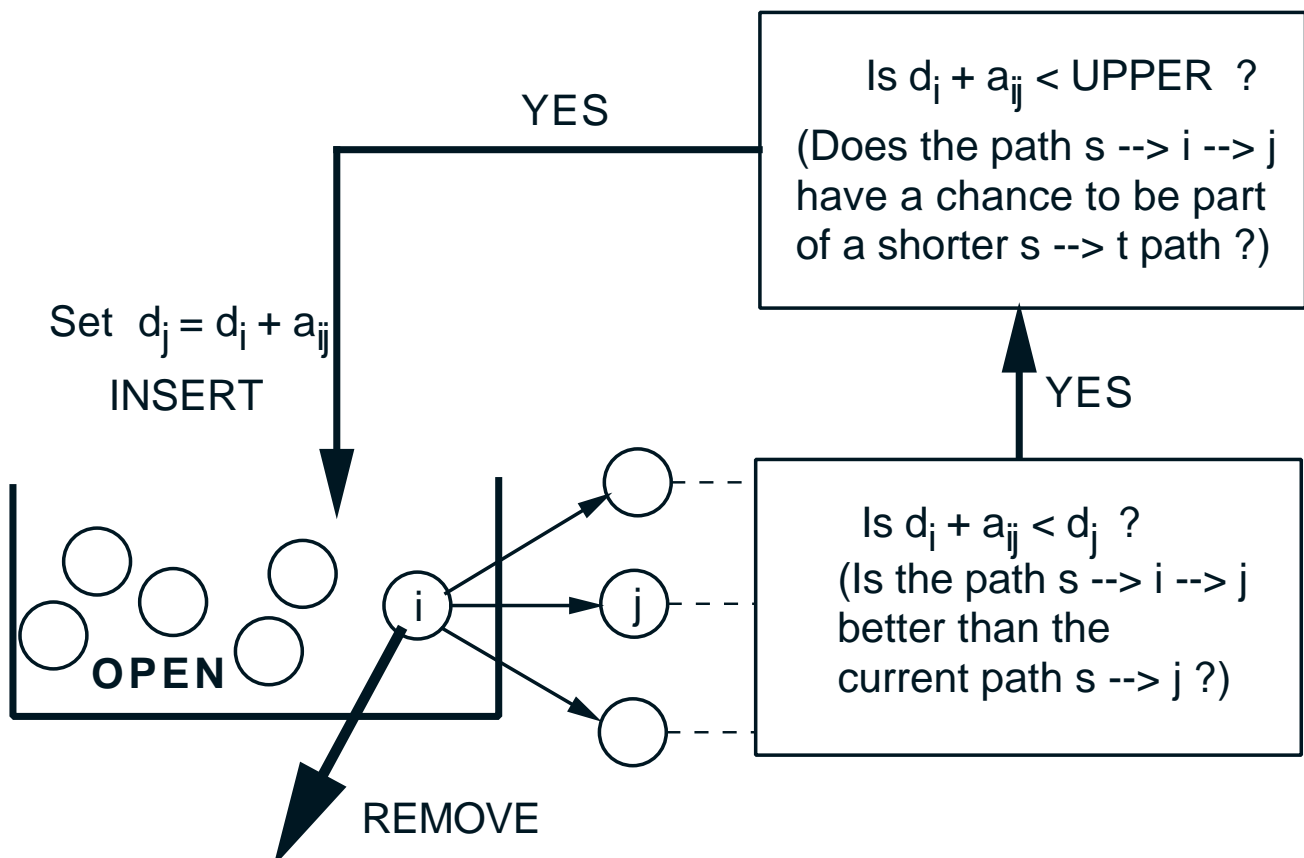 Is d_i + a_ij < UPPER ?
(Does the path s --> i --> j
have a chance to be part
of a shorter s --> t path ?)
YES
Set d_j = d_i + a_ij
INSERT
YES
Is d_i + a_ij < d_j ?
(Is the path s --> i --> j
better than the
current path s --> j ?)
i
j
OPEN
REMOVE